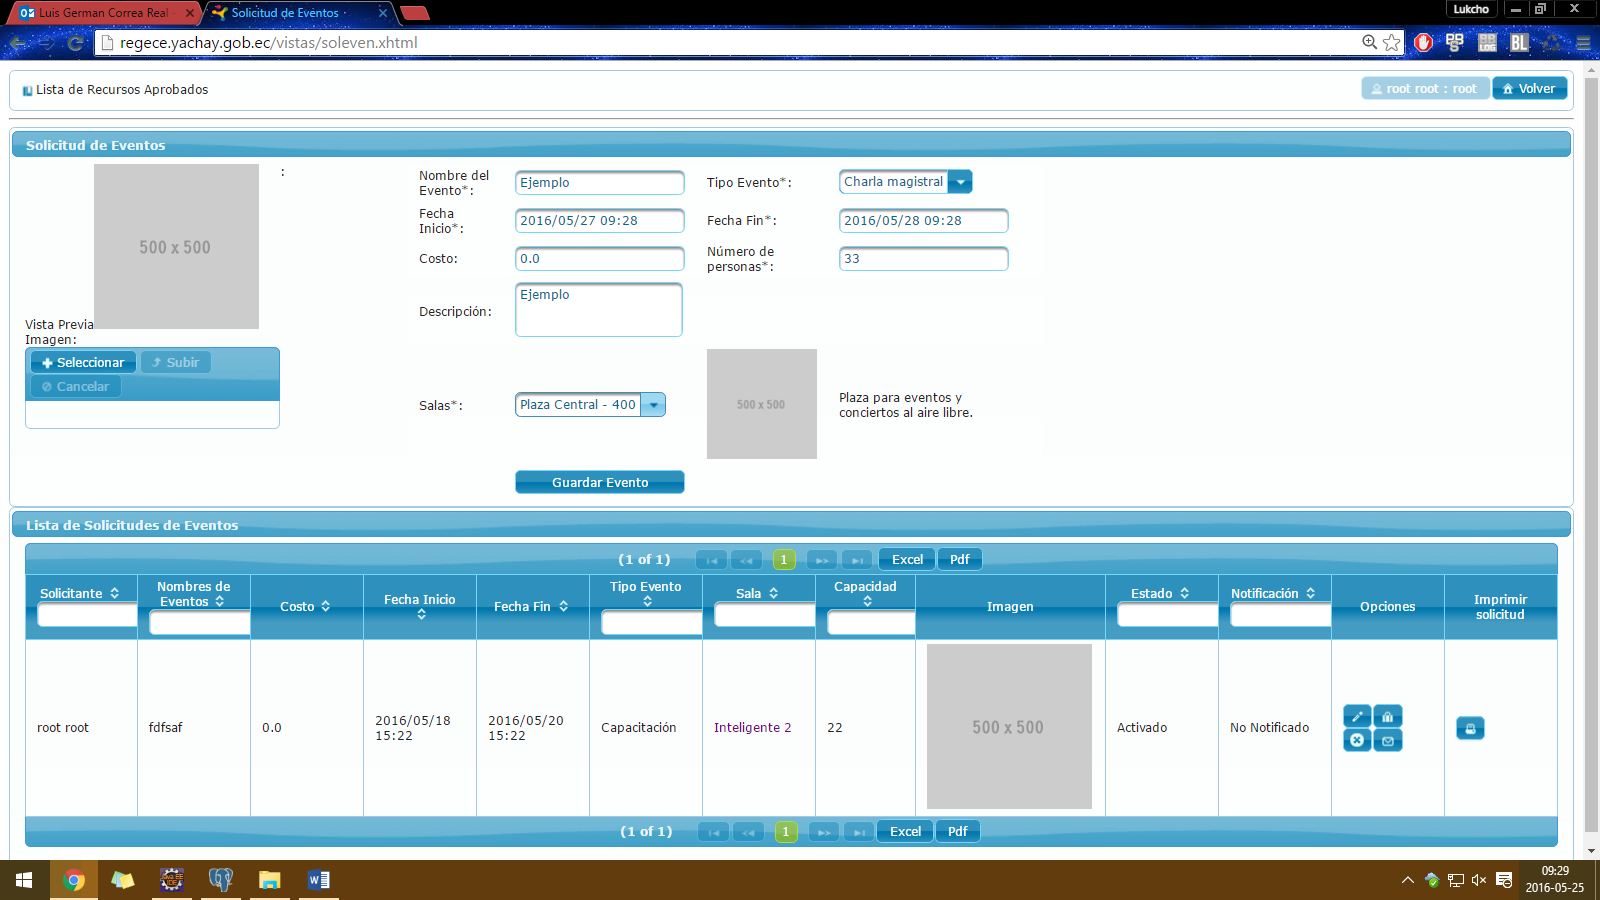 Luis German Correa Real
Solicitud de Eventos
Lukcho
regece.yachay.gob.ec/vistas/soleven.xhtml
BL
Lista de Recursos Aprobados
root root : root
Volver
Solicitud de Eventos
500 x 500
:
Vista Previa
Imagen:
Seleccionar
Subir
Cancelar
Nombre del
Evento*:
Ejemplo
Tipo Evento*:
Charla magistral
Fecha
Inicio*:
2016/05/27 09:28
Fecha Fin*:
2016/05/28 09:28
Costo:
0.0
Número de
personas*:
33
Descripción:
Ejemplo
Salas*:
Plaza Central - 400
500 x 500
Plaza para eventos y
conciertos al aire libre.
Guardar Evento
Lista de Solicitudes de Eventos
(1 of 1)
1
Excel
Pdf
Solicitante
Nombres de
Eventos
Costo
Fecha Inicio
Fecha Fin
Tipo Evento
Sala
Capacidad
Imagen
Estado
Notificación
Opciones
Imprimir
solicitud
root root
fdfsaf
0.0
2016/05/18
15:22
2016/05/20
15:22
Capacitación
Inteligente 2
22
500 x 500
Activado
No Notificado
(1 of 1)
1
Excel
Pdf
09:29
2016-05-25